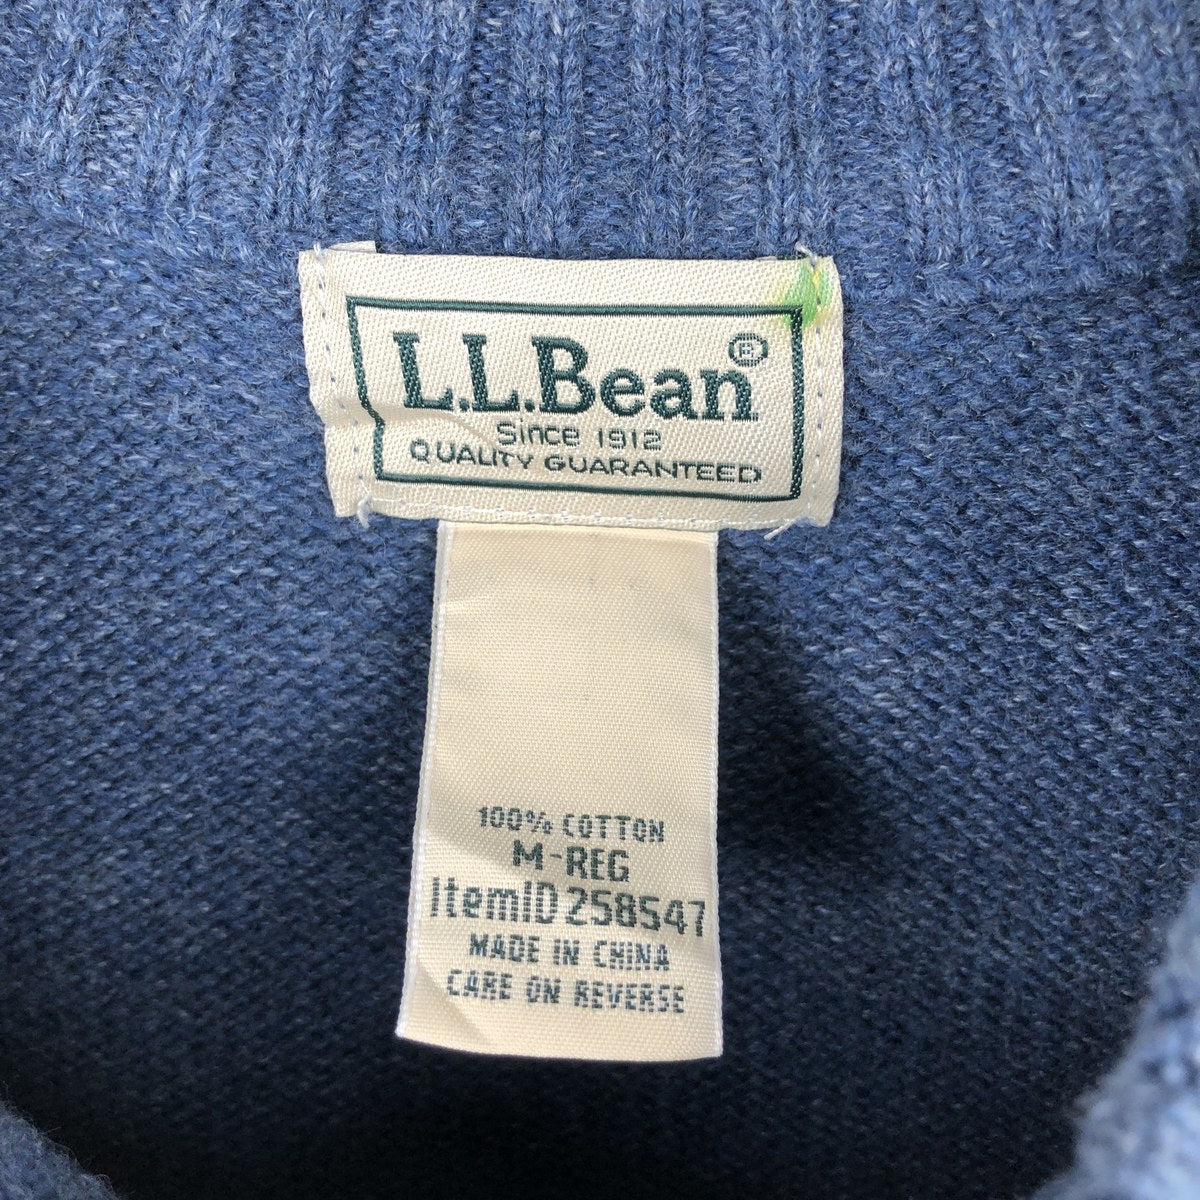 L.L.Bean®
Since 1912
QUALITY GUARANTEED
100% COTTON
M-REG
ItemID 258547
MADE IN CHINA
CARE ON REVERSE